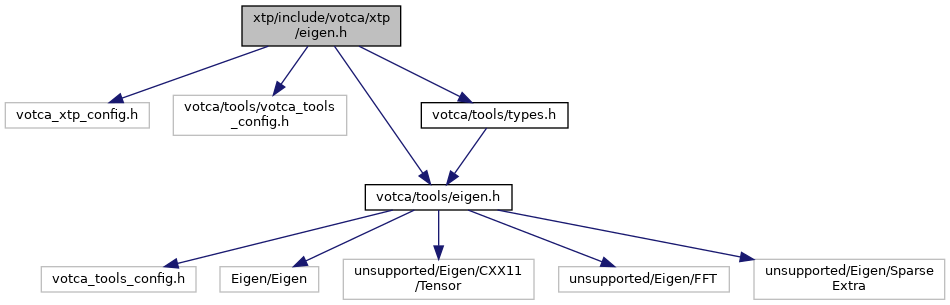 xtp/include/votca/xtp
/eigen.h
votca_xtp_config.h
votca/tools/votca_tools
_config.h
votca/tools/types.h
votca/tools/eigen.h
votca_tools_config.h
Eigen/Eigen
unsupported/Eigen/CXX11
/Tensor
unsupported/Eigen/FFT
unsupported/Eigen/Sparse
Extra